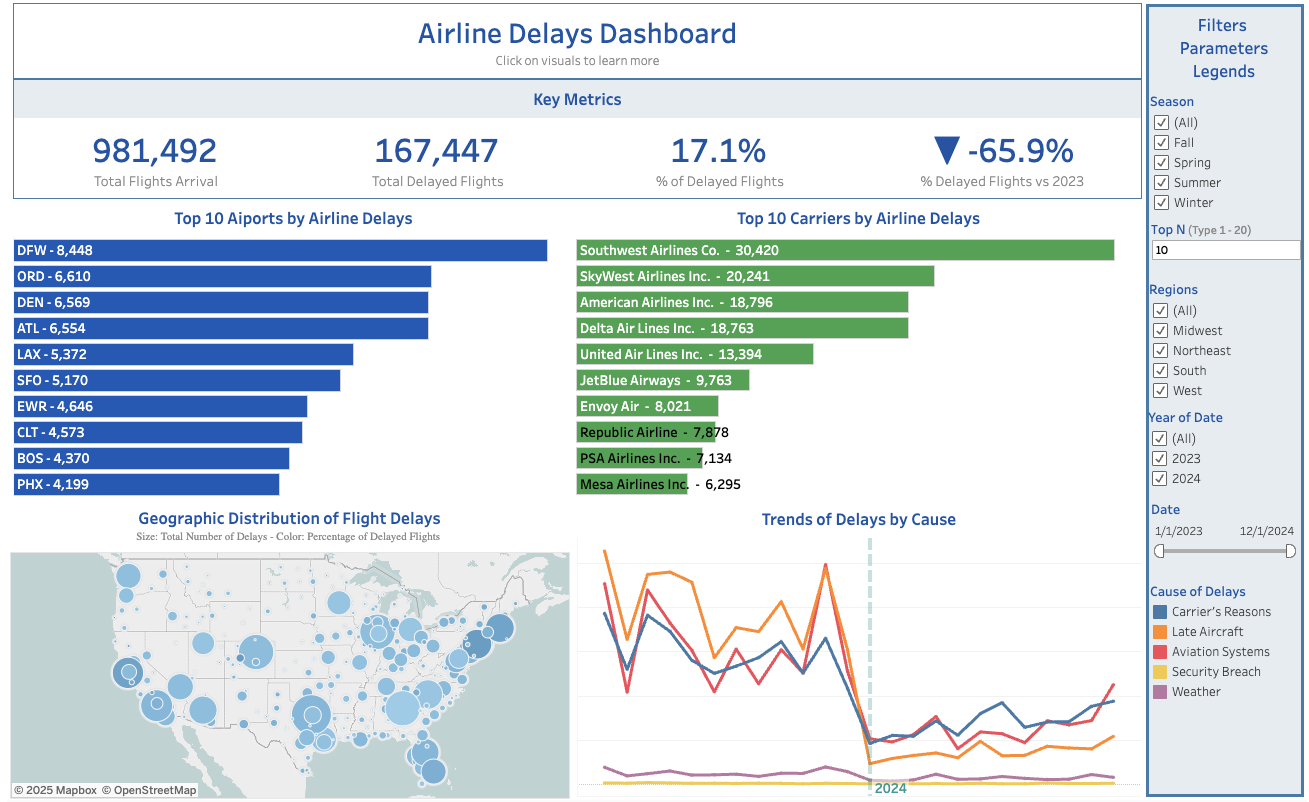 Airline Delays Dashboard
Click on visuals to learn more
Key Metrics
981,492
Total Flights Arrival
167,447
Total Delayed Flights
17.1%
% of Delayed Flights
▼ -65.9%
% Delayed Flights vs 2023
Top 10 Aiports by Airline Delays
DFW - 8,448
ORD - 6,610
DEN - 6,569
ATL - 6,554
LAX - 5,372
SFO - 5,170
EWR - 4,646
CLT - 4,573
BOS - 4,370
PHX - 4,199
Top 10 Carriers by Airline Delays
Southwest Airlines Co. - 30,420
SkyWest Airlines Inc. - 20,241
American Airlines Inc. - 18,796
Delta Air Lines Inc. - 18,763
United Air Lines Inc. - 13,394
JetBlue Airways - 9,763
Envoy Air - 8,021
Republic Airline - 7,878
PSA Airlines Inc. - 7,134
Mesa Airlines Inc. - 6,295
Geographic Distribution of Flight Delays
Size: Total Number of Delays - Color: Percentage of Delayed Flights
© 2025 Mapbox © OpenStreetMap
Trends of Delays by Cause
2024
Filters
Parameters
Legends
Season
(All)
Fall
Spring
Summer
Winter
Top N (Type 1 - 20)
10
Regions
(All)
Midwest
Northeast
South
West
Year of Date
(All)
2023
2024
Date
1/1/2023 12/1/2024
Cause of Delays
Carrier's Reasons
Late Aircraft
Aviation Systems
Security Breach
Weather